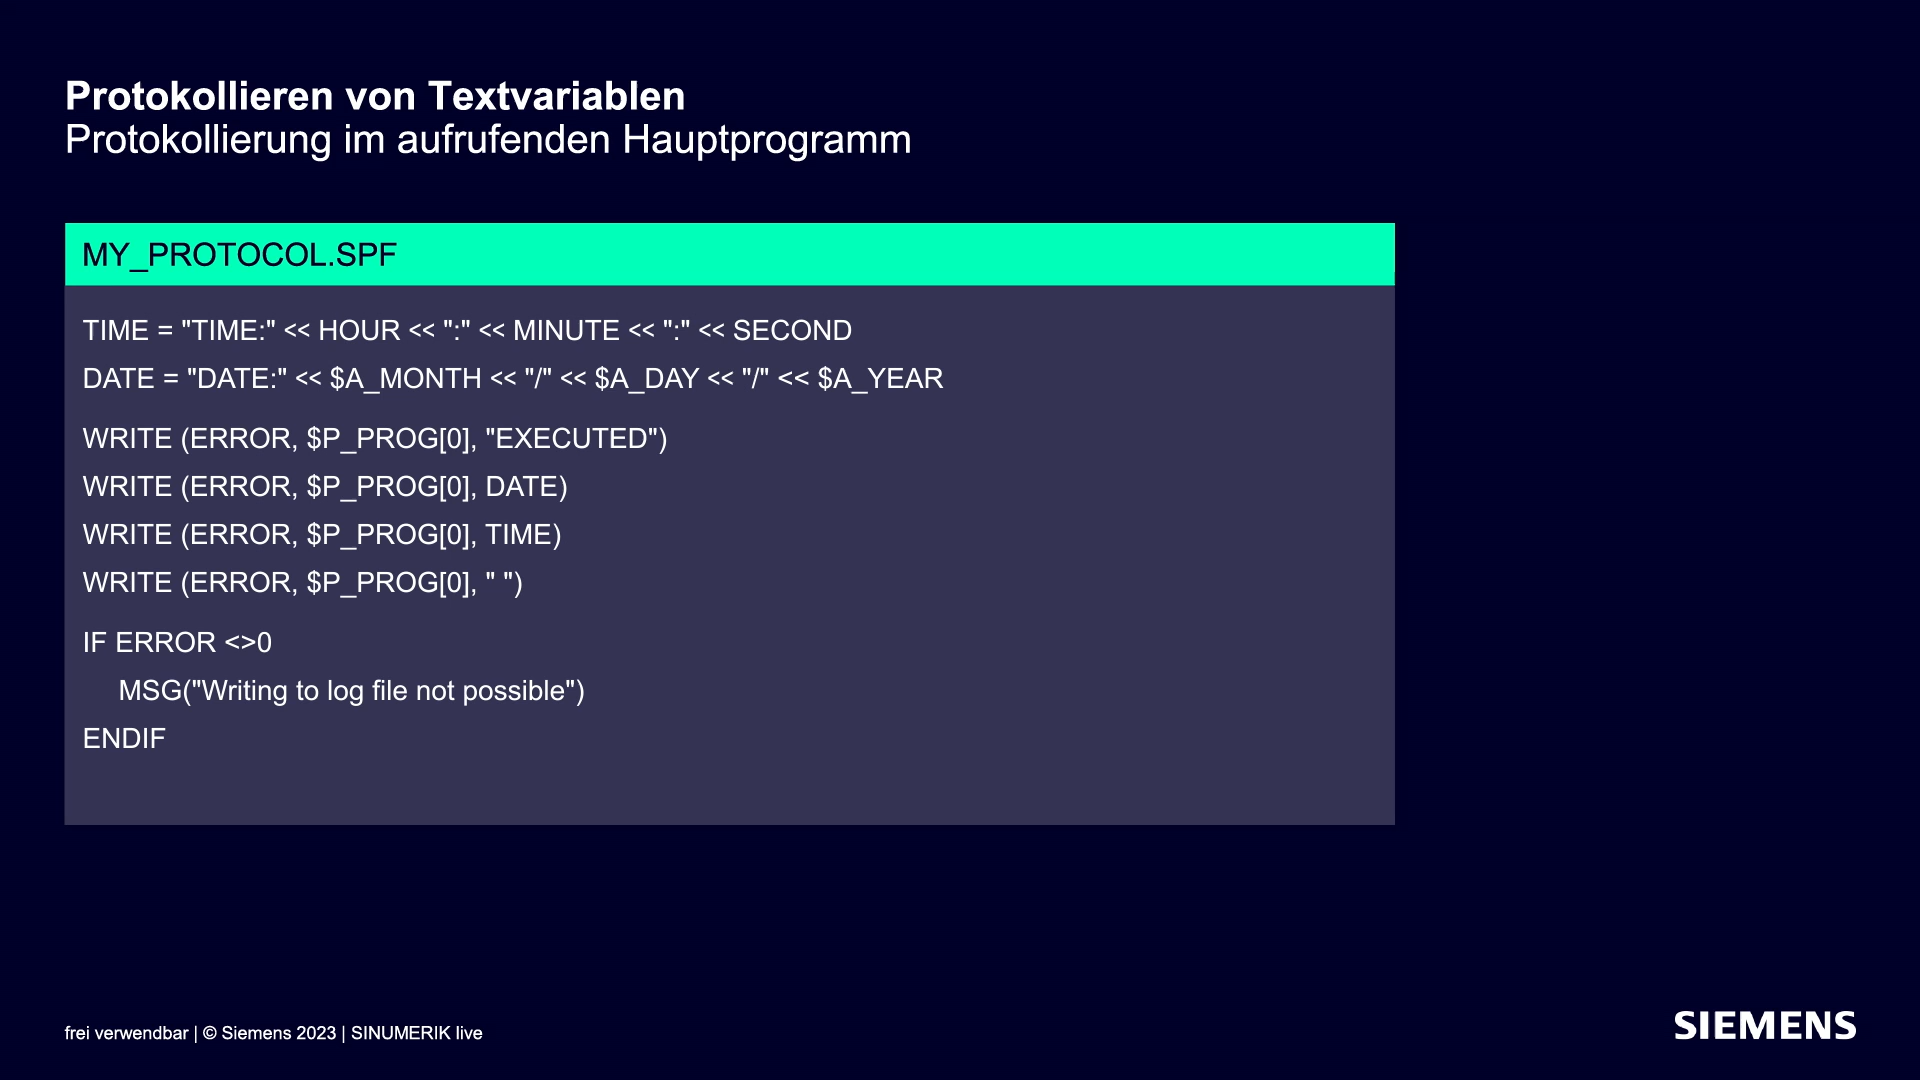 Protokollieren von Textvariablen
Protokollierung im aufrufenden Hauptprogramm
MY_PROTOCOL.SPF
TIME = "TIME:" << HOUR << ":" << MINUTE << ":" << SECOND
DATE = "DATE:" << $A_MONTH << "/" << $A_DAY << "/" << $A_YEAR
WRITE (ERROR, $P_PROG[0], "EXECUTED")
WRITE (ERROR, $P_PROG[0], DATE)
WRITE (ERROR, $P_PROG[0], TIME)
WRITE (ERROR, $P_PROG[0], " ")
IF ERROR <>0
MSG("Writing to log file not possible")
ENDIF
frei verwendbar | © Siemens 2023 | SINUMERIK live
SIEMENS